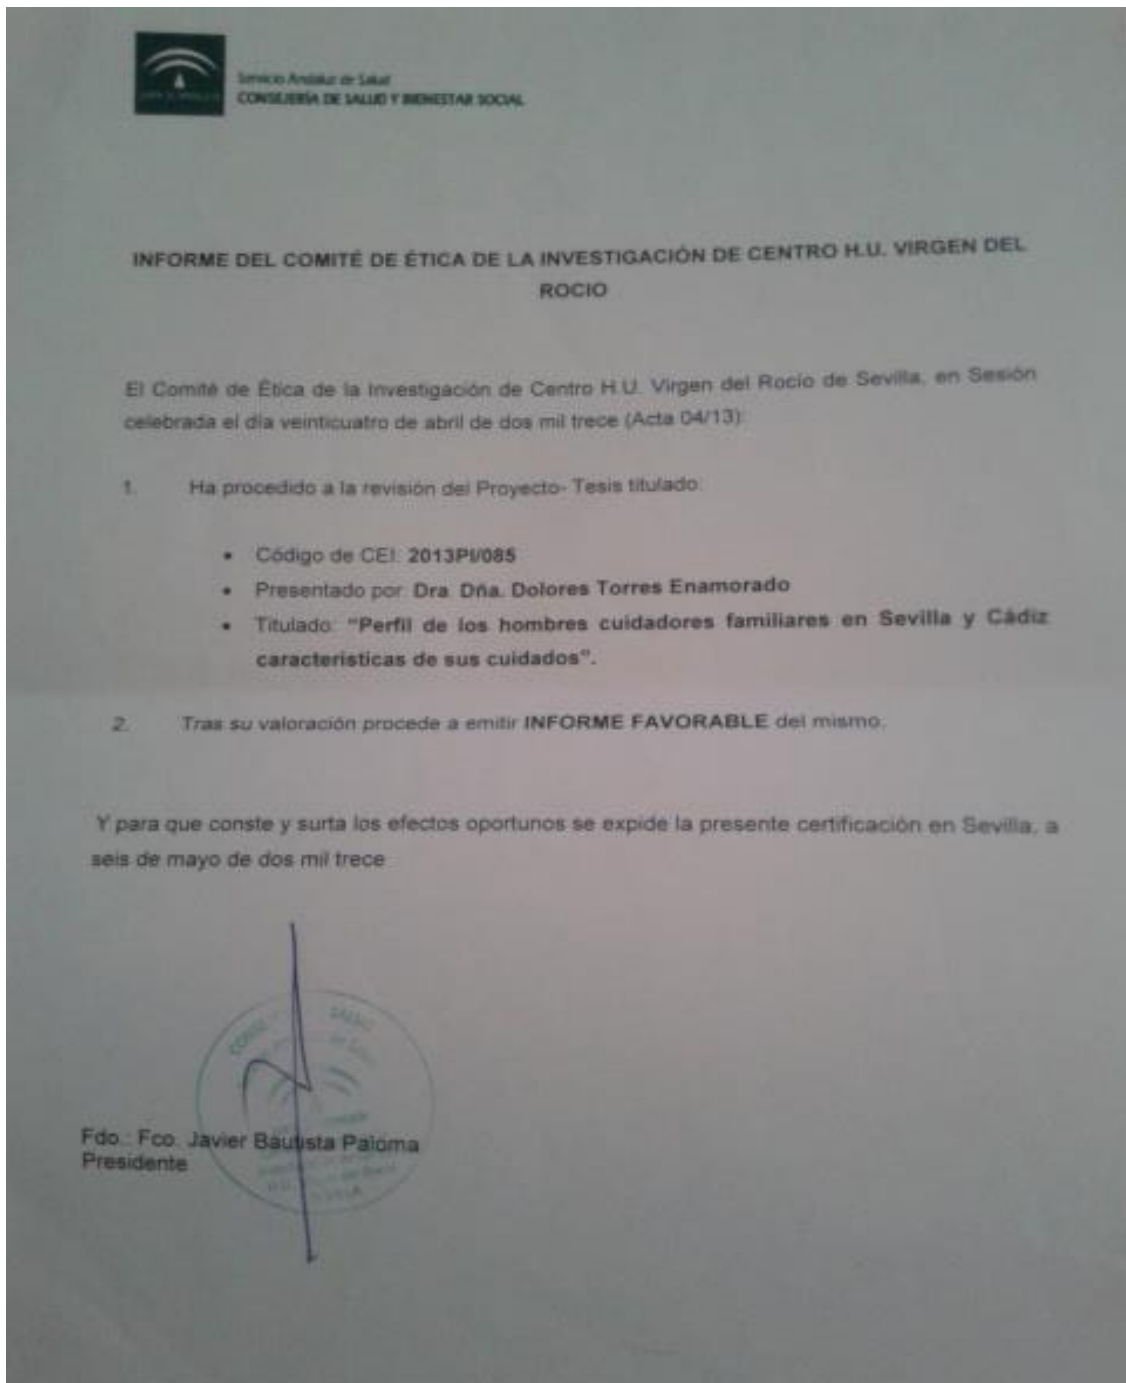 Servicio Andaluz de Salud
CONSEJERÍA DE SALUD Y BIENESTAR SOCIAL
INFORME DEL COMITÉ DE ÉTICA DE LA INVESTIGACIÓN DE CENTRO H.U. VIRGEN DEL
ROCIO
El Comité de Ética de la Investigación de Centro H.U. Virgen del Rocío de Sevilla, en Sesión
celebrada el día veinticuatro de abril de dos mil trece (Acta 04/13):
1. Ha procedido a la revisión del Proyecto- Tesis titulado:
• Código de CEI: 2013PI/085
• Presentado por: Dra. Dña. Dolores Torres Enamorado
• Titulado: “Perfil de los hombres cuidadores familiares en Sevilla y Cádiz
características de sus cuidados”.
2. Tras su valoración procede a emitir INFORME FAVORABLE del mismo.
Y para que conste y surta los efectos oportunos se expide la presente certificación en Sevilla, a
seis de mayo de dos mil trece
Fdo.: Fco. Javier Bautista Paloma
Presidente